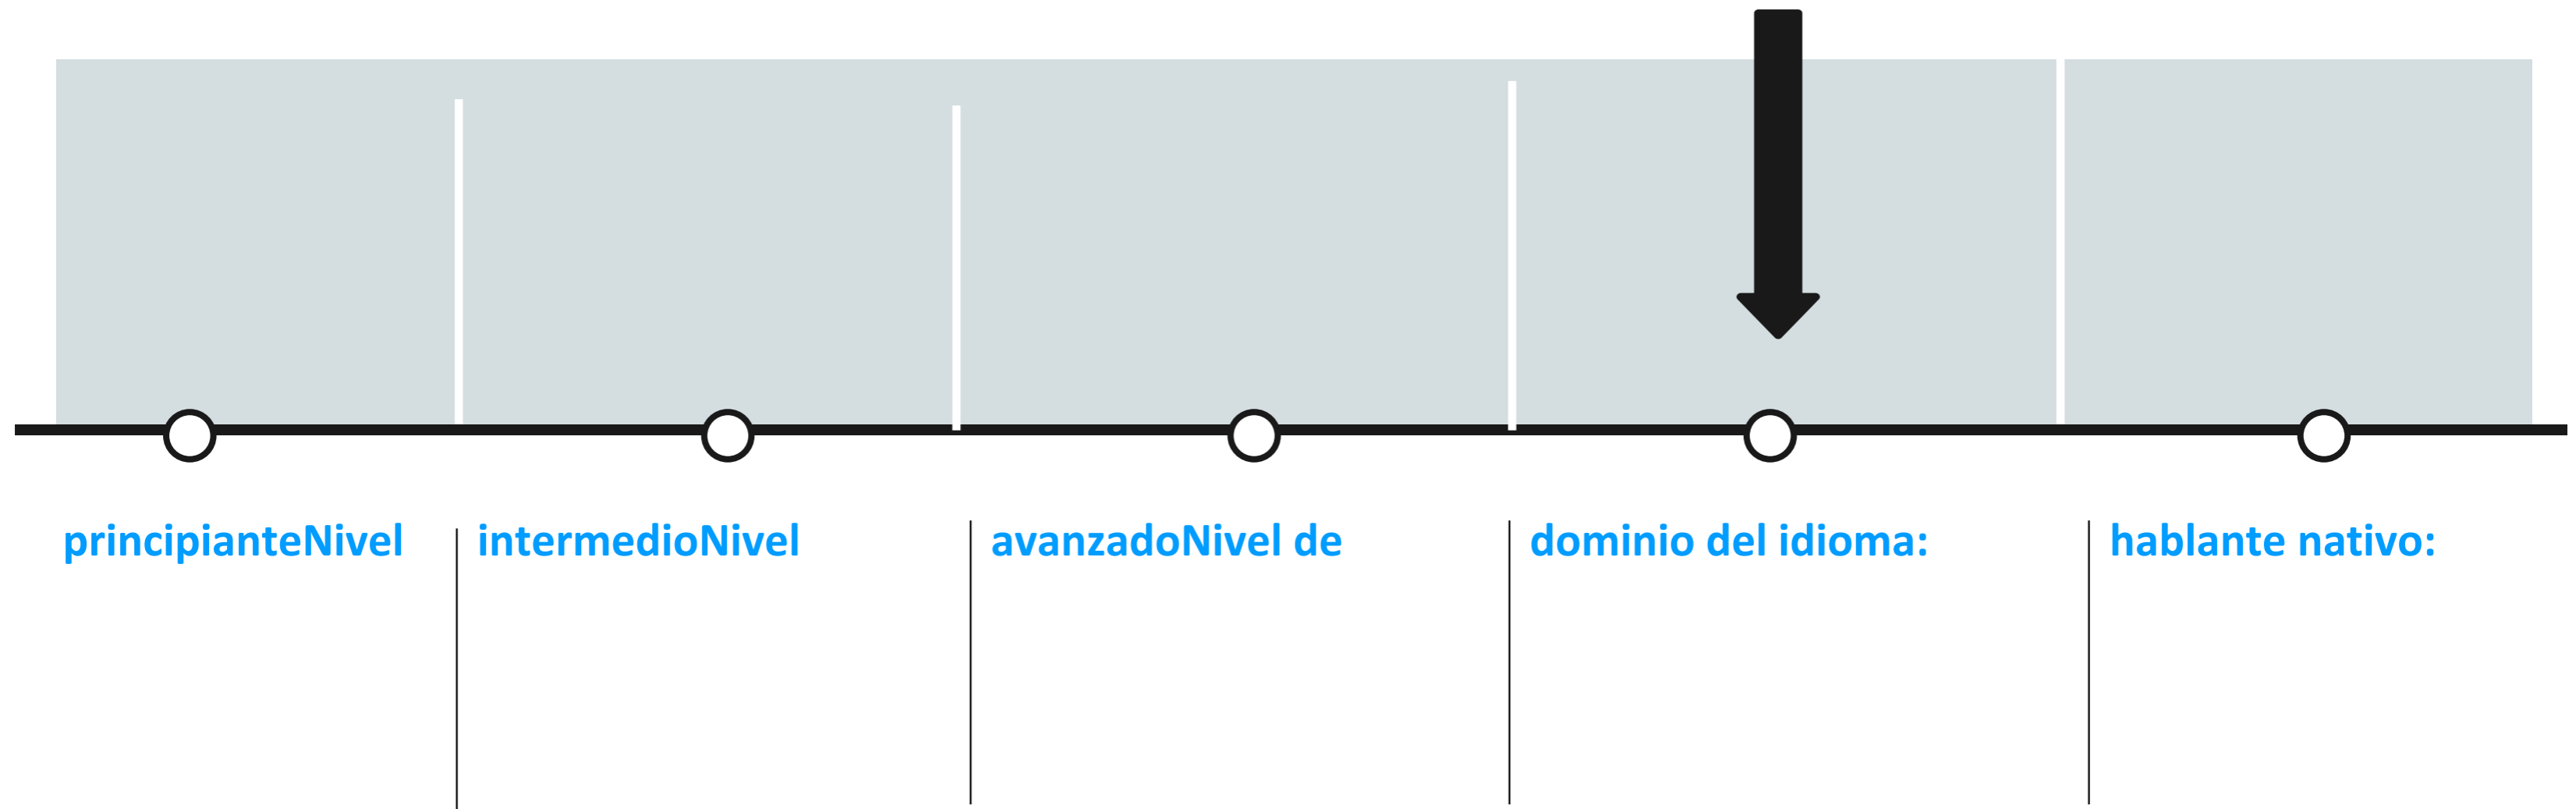 principianteNivel
intermedioNivel
avanzadoNivel de
dominio del idioma:
hablante nativo: